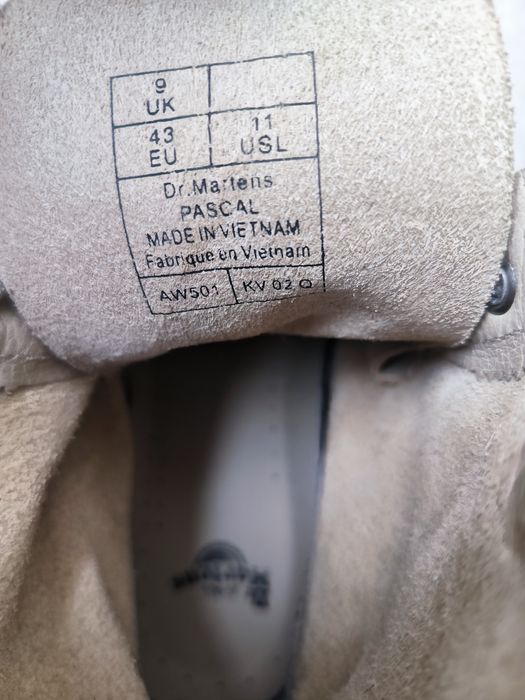 9
UK
43 11
EU USL
Dr.Martens
PASCAL
MADE IN VIETNAM
Fabrique en Vietnam
AW501 KV 02 O